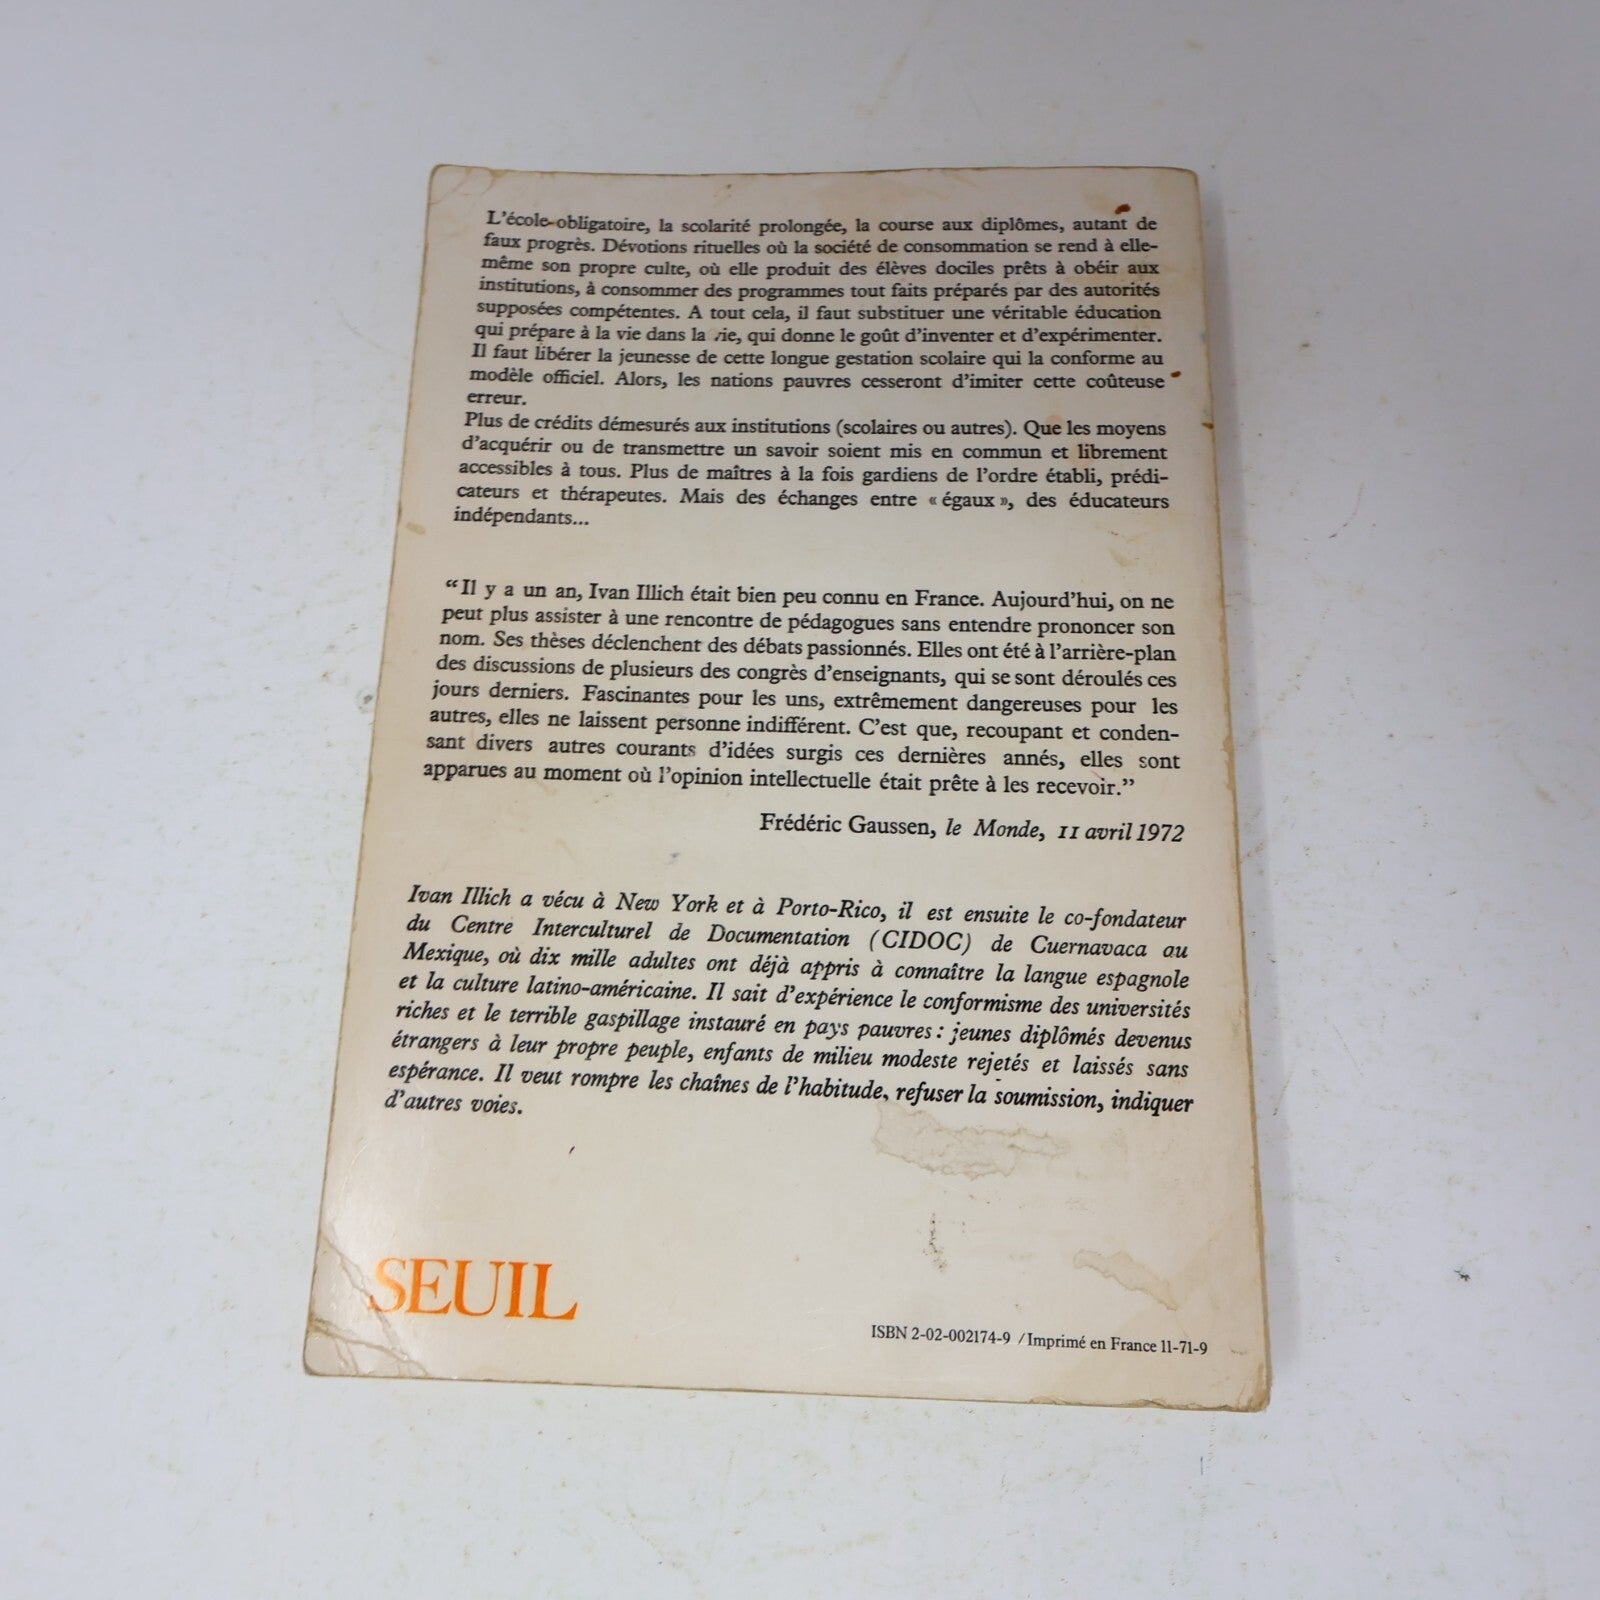 L'école-obligatoire, la scolarité prolongée, la course aux diplômes, autant de
faux progrès. Dévotions rituelles où la société de consommation se rend à elle-
même son propre culte, où elle produit des élèves dociles prêts à obéir aux
institutions, à consommer des programmes tout faits préparés par des autorités
supposées compétentes. A tout cela, il faut substituer une véritable éducation
qui prépare à la vie dans la vie, qui donne le goût d'inventer et d'expérimenter.
Il faut libérer la jeunesse de cette longue gestation scolaire qui la conforme au
modèle officiel. Alors, les nations pauvres cesseront d'imiter cette coûteuse
erreur.
Plus de crédits démesurés aux institutions (scolaires ou autres). Que les moyens
d'acquérir ou de transmettre un savoir soient mis en commun et librement
accessibles à tous. Plus de maîtres à la fois gardiens de l'ordre établi, prédi-
cateurs et thérapeutes. Mais des échanges entre « égaux », des éducateurs
indépendants...
“Il y a un an, Ivan Illich était bien peu connu en France. Aujourd'hui, on ne
peut plus assister à une rencontre de pédagogues sans entendre prononcer son
nom. Ses thèses déclenchent des débats passionnés. Elles ont été à l'arrière-plan
des discussions de plusieurs des congrès d'enseignants, qui se sont déroulés ces
jours derniers. Fascinantes pour les uns, extrêmement dangereuses pour les
autres, elles ne laissent personne indifférent. C'est que, recoupant et conden-
sant divers autres courants d'idées surgis ces dernières annés, elles sont
apparues au moment où l'opinion intellectuelle était prête à les recevoir.”
Frédéric Gaussen, le Monde, 11 avril 1972
Ivan Illich a vécu à New York et à Porto-Rico, il est ensuite le co-fondateur
du Centre Interculturel de Documentation (CIDOC) de Cuernavaca au
Mexique, où dix mille adultes ont déjà appris à connaître la langue espagnole
et la culture latino-américaine. Il sait d'expérience le conformisme des universités
riches et le terrible gaspillage instauré en pays pauvres : jeunes diplômés devenus
étrangers à leur propre peuple, enfants de milieu modeste rejetés et laissés sans
espérance. Il veut rompre les chaînes de l'habitude, refuser la soumission, indiquer
d'autres voies.
SEUIL
ISBN 2-02-002174-9 / Imprimé en France 11-71-9